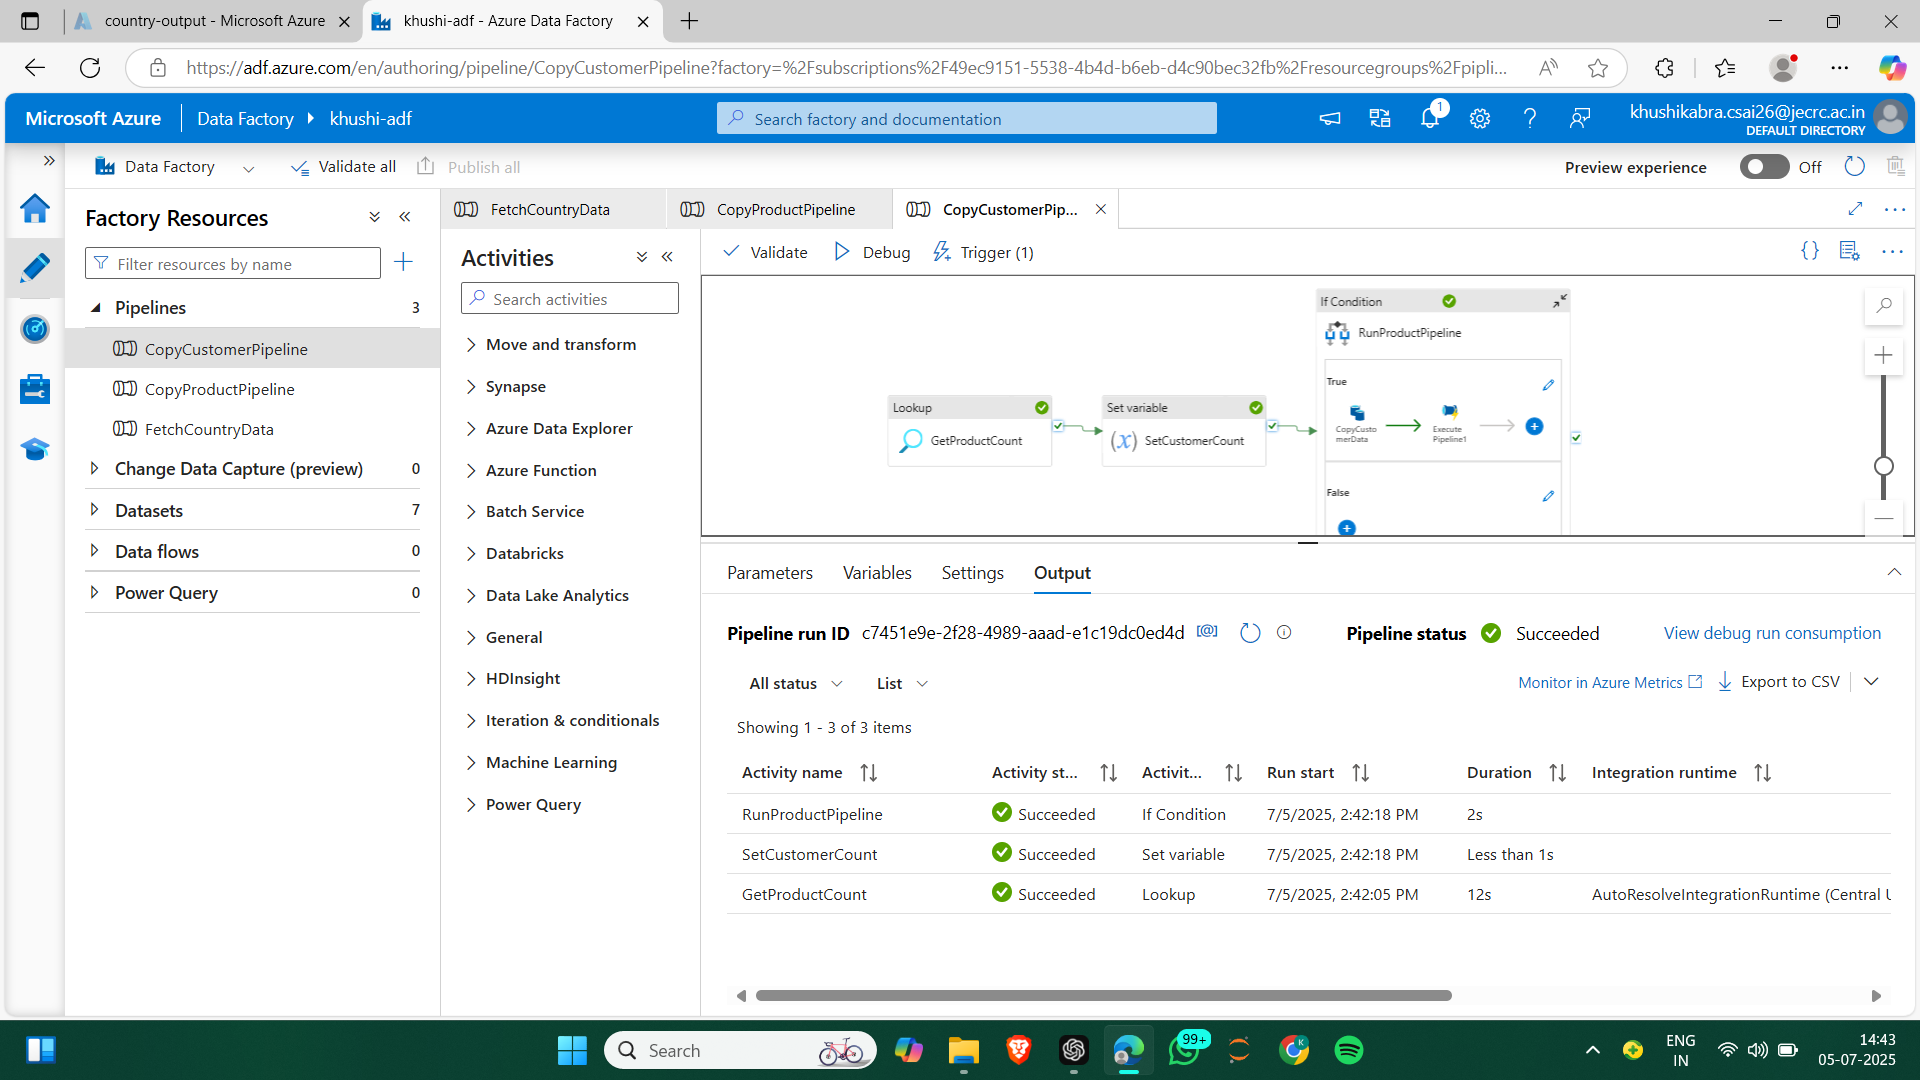 country-output - Microsoft Azure
khushi-adf - Azure Data Factory
https://adf.azure.com/en/authoring/pipeline/CopyCustomerPipeline?factory=%2Fsubscriptions%2F49ec9151-5538-4b4d-b6eb-d4c90bec32fb%2Fresourcegroups%2Fpipli...
Microsoft Azure
Data Factory
khushi-adf
Search factory and documentation
1
khushikabra.csai26@jecrc.ac.in
DEFAULT DIRECTORY
Data Factory
Validate all
Publish all
Preview experience
Off
Factory Resources
Filter resources by name
Pipelines 3
CopyCustomerPipeline
CopyProductPipeline
FetchCountryData
Change Data Capture (preview) 0
Datasets 7
Data flows 0
Power Query 0
FetchCountryData
CopyProductPipeline
CopyCustomerPip...
Activities
Search activities
Move and transform
Synapse
Azure Data Explorer
Azure Function
Batch Service
Databricks
Data Lake Analytics
General
HDInsight
Iteration & conditionals
Machine Learning
Power Query
Validate
Debug
Trigger (1)
{}
Lookup
GetProductCount
Set variable
(x) SetCustomerCount
If Condition
RunProductPipeline
True
CopyCusto
merData
Execute
Pipeline1
False
Parameters
Variables
Settings
Output
Pipeline run ID c7451e9e-2f28-4989-aaad-e1c19dc0ed4d
Pipeline status Succeeded
View debug run consumption
All status
List
Monitor in Azure Metrics
Export to CSV
Showing 1 - 3 of 3 items
Activity name Activity st... Activit... Run start Duration Integration runtime
RunProductPipeline Succeeded If Condition 7/5/2025, 2:42:18 PM 2s
SetCustomerCount Succeeded Set variable 7/5/2025, 2:42:18 PM Less than 1s
GetProductCount Succeeded Lookup 7/5/2025, 2:42:05 PM 12s AutoResolveIntegrationRuntime (Central U
Search
99+
K
ENG
IN
14:43
05-07-2025